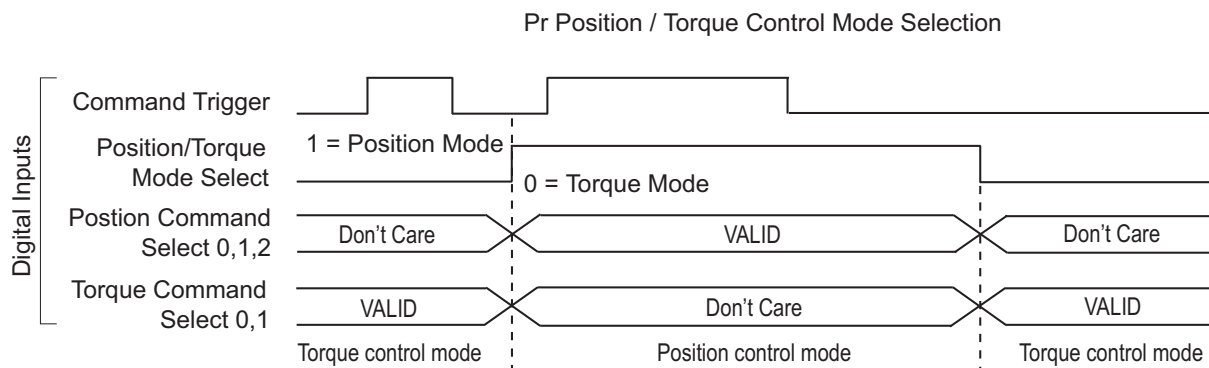 Pr Position / Torque Control Mode Selection
Digital Inputs
Command Trigger
Position/Torque
Mode Select
1 = Position Mode
0 = Torque Mode
Postion Command
Select 0,1,2
Don't Care
VALID
Don't Care
Torque Command
Select 0,1
VALID
Don't Care
VALID
Torque control mode
Position control mode
Torque control mode